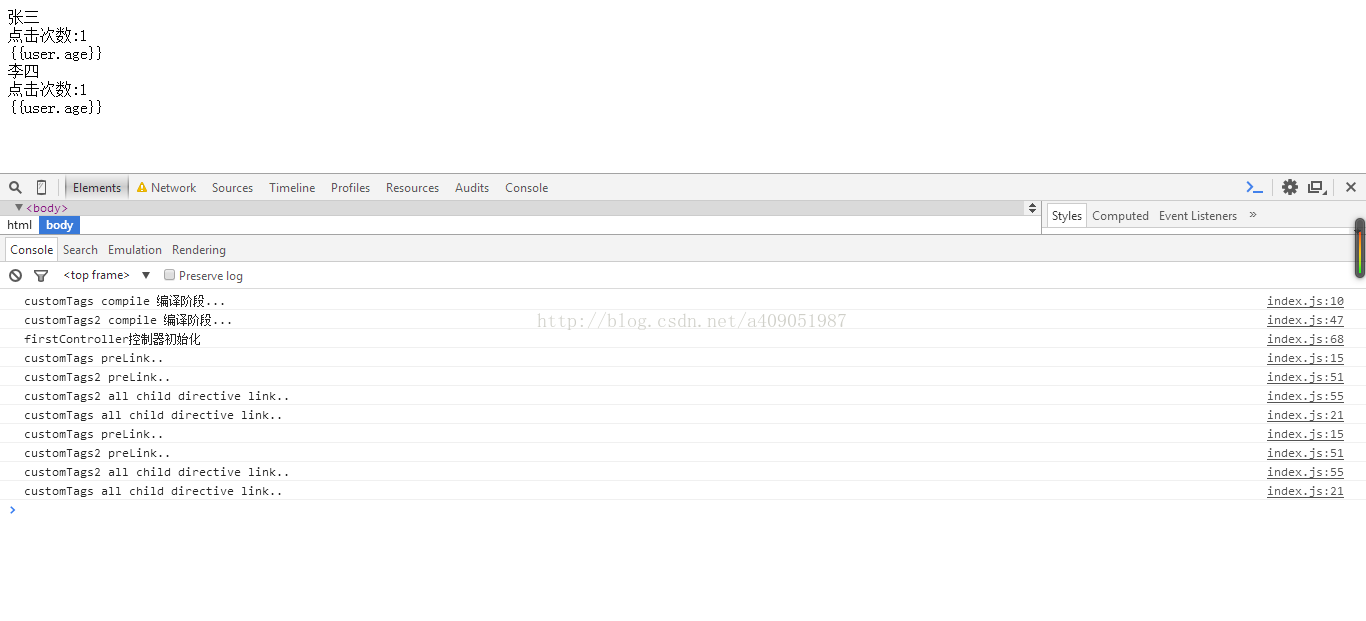 张三
点击次数:1
{{user.age}}
李四
点击次数:1
{{user.age}}
Elements Network Sources Timeline Profiles Resources Audits Console
<body>
html body
Styles Computed Event Listeners »
Console Search Emulation Rendering
<top frame> ▼ Preserve log
customTags compile 编译阶段... index.js:10
customTags2 compile 编译阶段... index.js:47
http://blog.csdn.net/a409051987
firstController控制器初始化 index.js:68
customTags preLink.. index.js:15
customTags2 preLink.. index.js:51
customTags2 all child directive link.. index.js:55
customTags all child directive link.. index.js:21
customTags preLink.. index.js:15
customTags2 preLink.. index.js:51
customTags2 all child directive link.. index.js:55
customTags all child directive link.. index.js:21